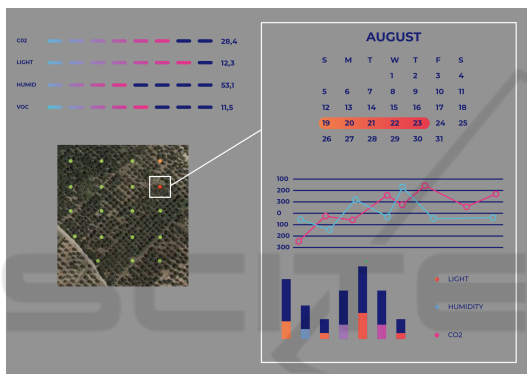 CO2 28,4
LIGHT 12,3
HUMID 53,1
VOC 11,5
AUGUST
S M T W T F S
1 2 3 4
5 6 7 8 9 10 11
12 13 14 15 16 17 18
19 20 21 22 23 24 25
26 27 28 29 30 31
100
200
300
0
100
200
300
LIGHT
HUMIDITY
CO2
SCITE